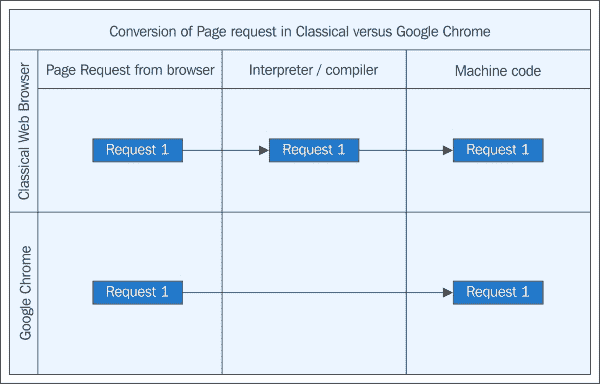 Conversion of Page request in Classical versus Google Chrome
Page Request from browser
Interpreter / compiler
Machine code
Classical Web Browser
Request 1
Request 1
Request 1
Google Chrome
Request 1
Request 1